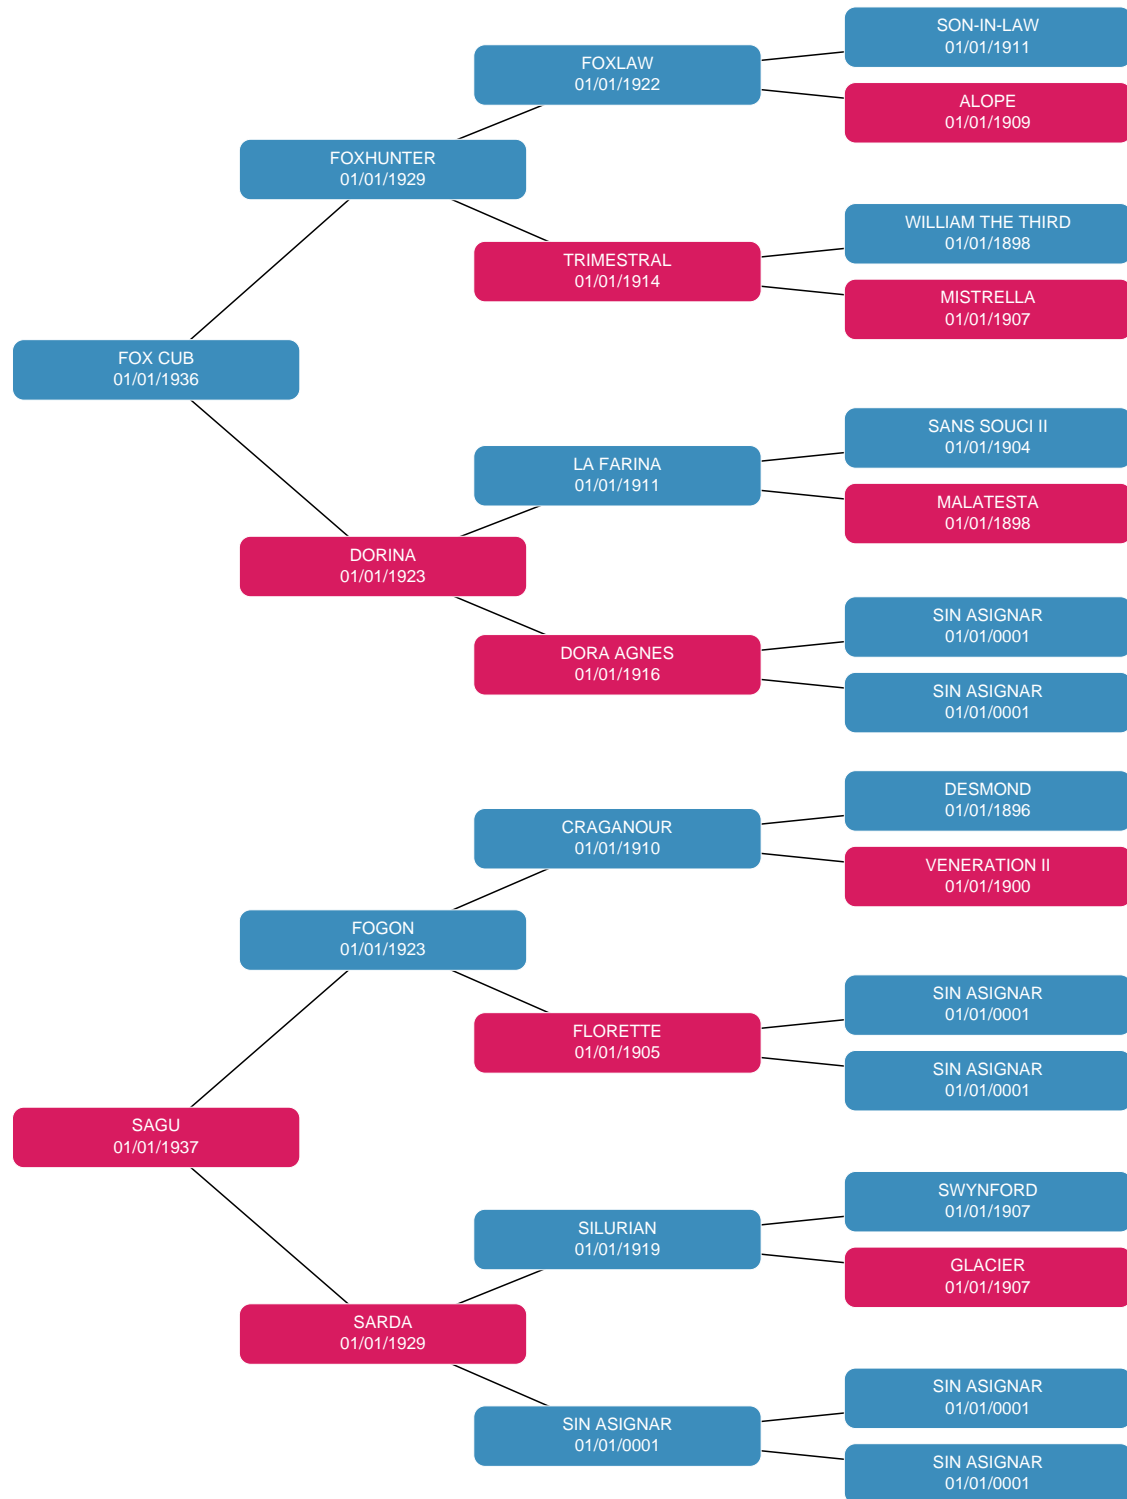 SON-IN-LAW
01/01/1911
FOXLAW
01/01/1922
ALOPE
01/01/1909
FOXHUNTER
01/01/1929
WILLIAM THE THIRD
01/01/1898
TRIMESTRAL
01/01/1914
MISTRELLA
01/01/1907
FOX CUB
01/01/1936
SANS SOUCI II
01/01/1904
LA FARINA
01/01/1911
MALATESTA
01/01/1898
DORINA
01/01/1923
SIN ASIGNAR
01/01/0001
DORA AGNES
01/01/1916
SIN ASIGNAR
01/01/0001
DESMOND
01/01/1896
CRAGANOUR
01/01/1910
VENERATION II
01/01/1900
FOGON
01/01/1923
SIN ASIGNAR
01/01/0001
FLORETTE
01/01/1905
SIN ASIGNAR
01/01/0001
SAGU
01/01/1937
SWYNFORD
01/01/1907
SILURIAN
01/01/1919
GLACIER
01/01/1907
SARDA
01/01/1929
SIN ASIGNAR
01/01/0001
SIN ASIGNAR
01/01/0001
SIN ASIGNAR
01/01/0001